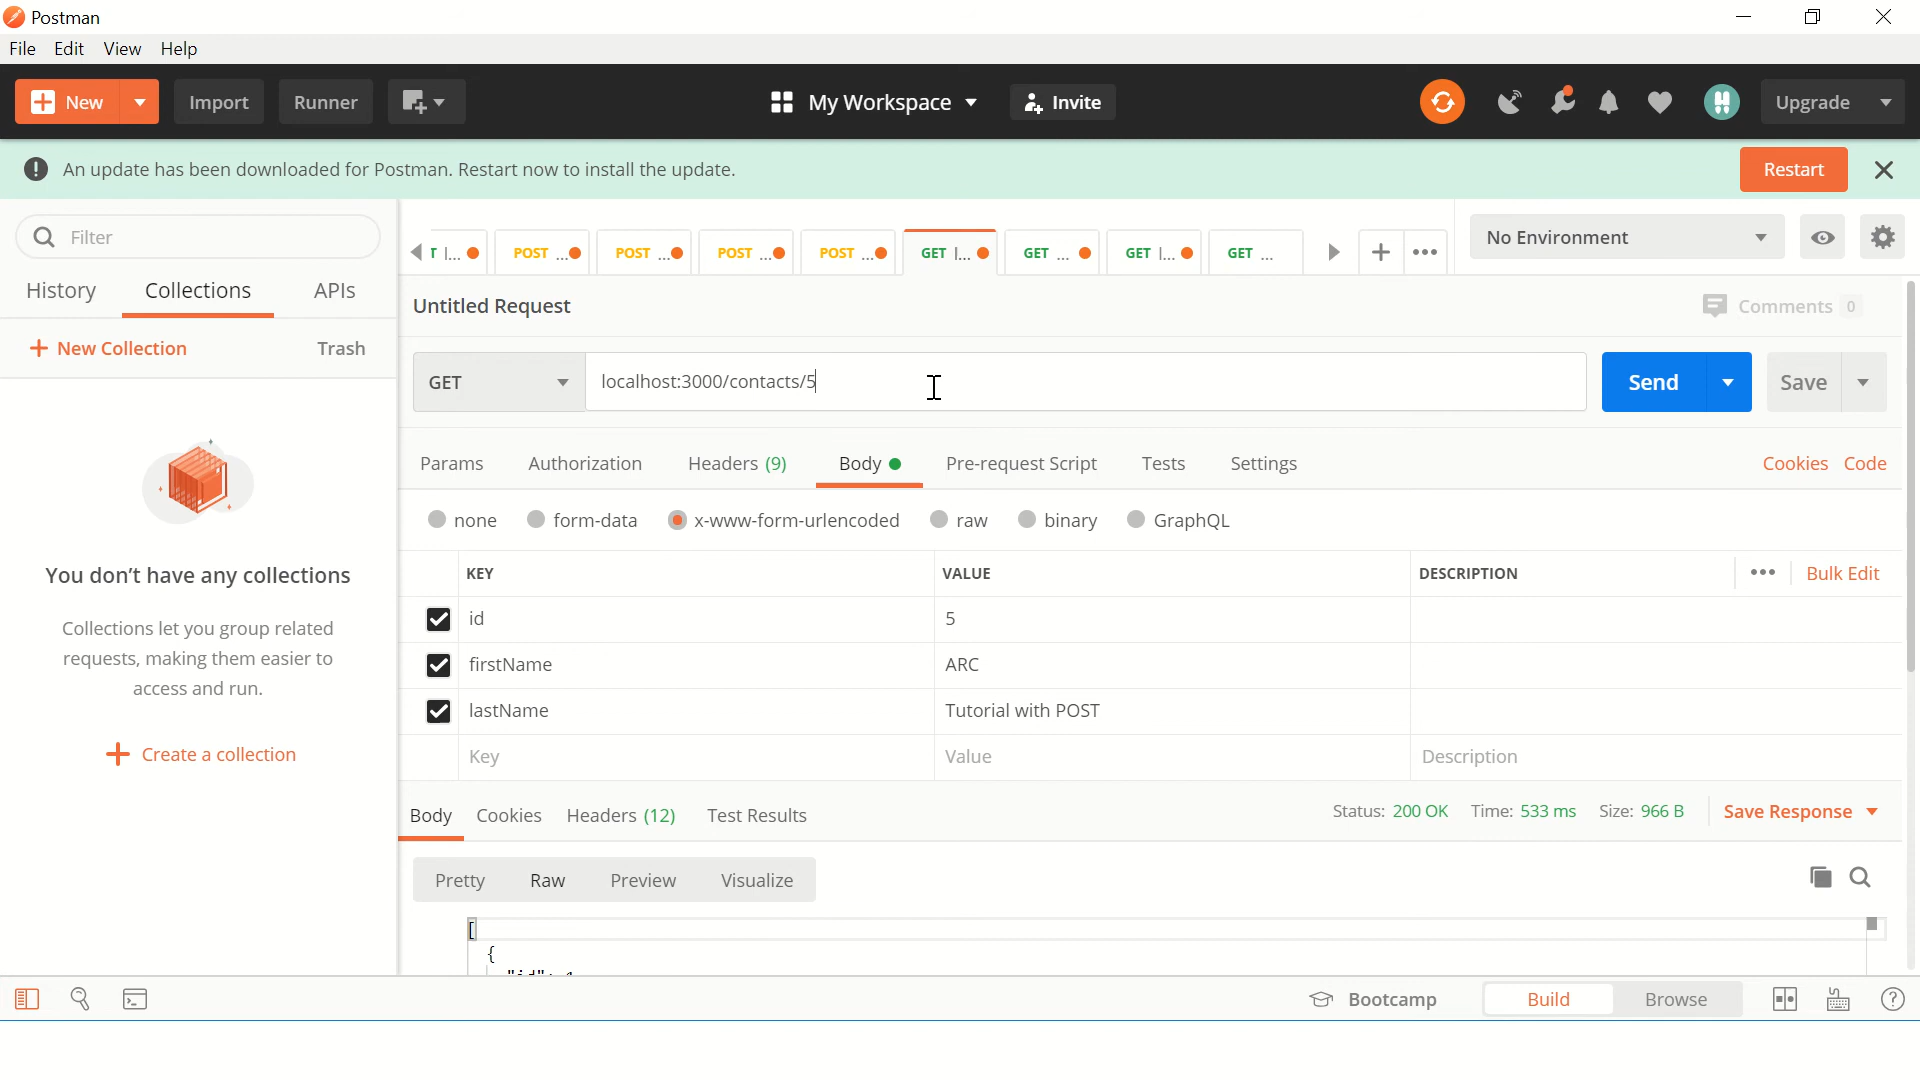 Postman
File Edit View Help
New Import Runner My Workspace Invite Upgrade
An update has been downloaded for Postman. Restart now to install the update. Restart
Filter
T l... POST ... POST ... POST ... POST ... GET l... GET ... GET l... GET ... No Environment
History Collections APIs
Untitled Request Comments 0
New Collection Trash
GET localhost:3000/contacts/5 Send Save
Params Authorization Headers (9) Body Pre-request Script Tests Settings Cookies Code
none form-data x-www-form-urlencoded raw binary GraphQL
KEY VALUE DESCRIPTION Bulk Edit
id 5
firstName ARC
lastName Tutorial with POST
Key Value Description
You don't have any collections
Collections let you group related
requests, making them easier to
access and run.
Create a collection
Body Cookies Headers (12) Test Results Status: 200 OK Time: 533 ms Size: 966 B Save Response
Pretty Raw Preview Visualize
[
{
Bootcamp Build Browse